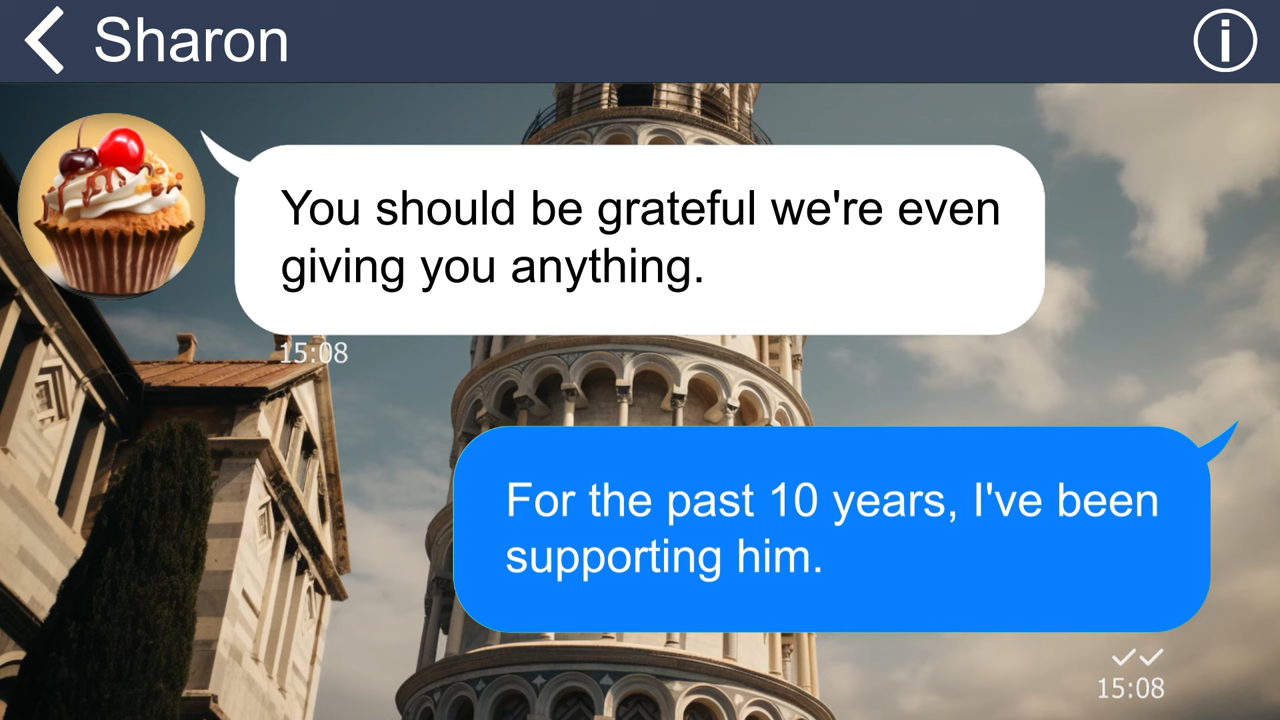 Sharon
You should be grateful we're even
giving you anything.
15:08
For the past 10 years, I've been
supporting him.
15:08